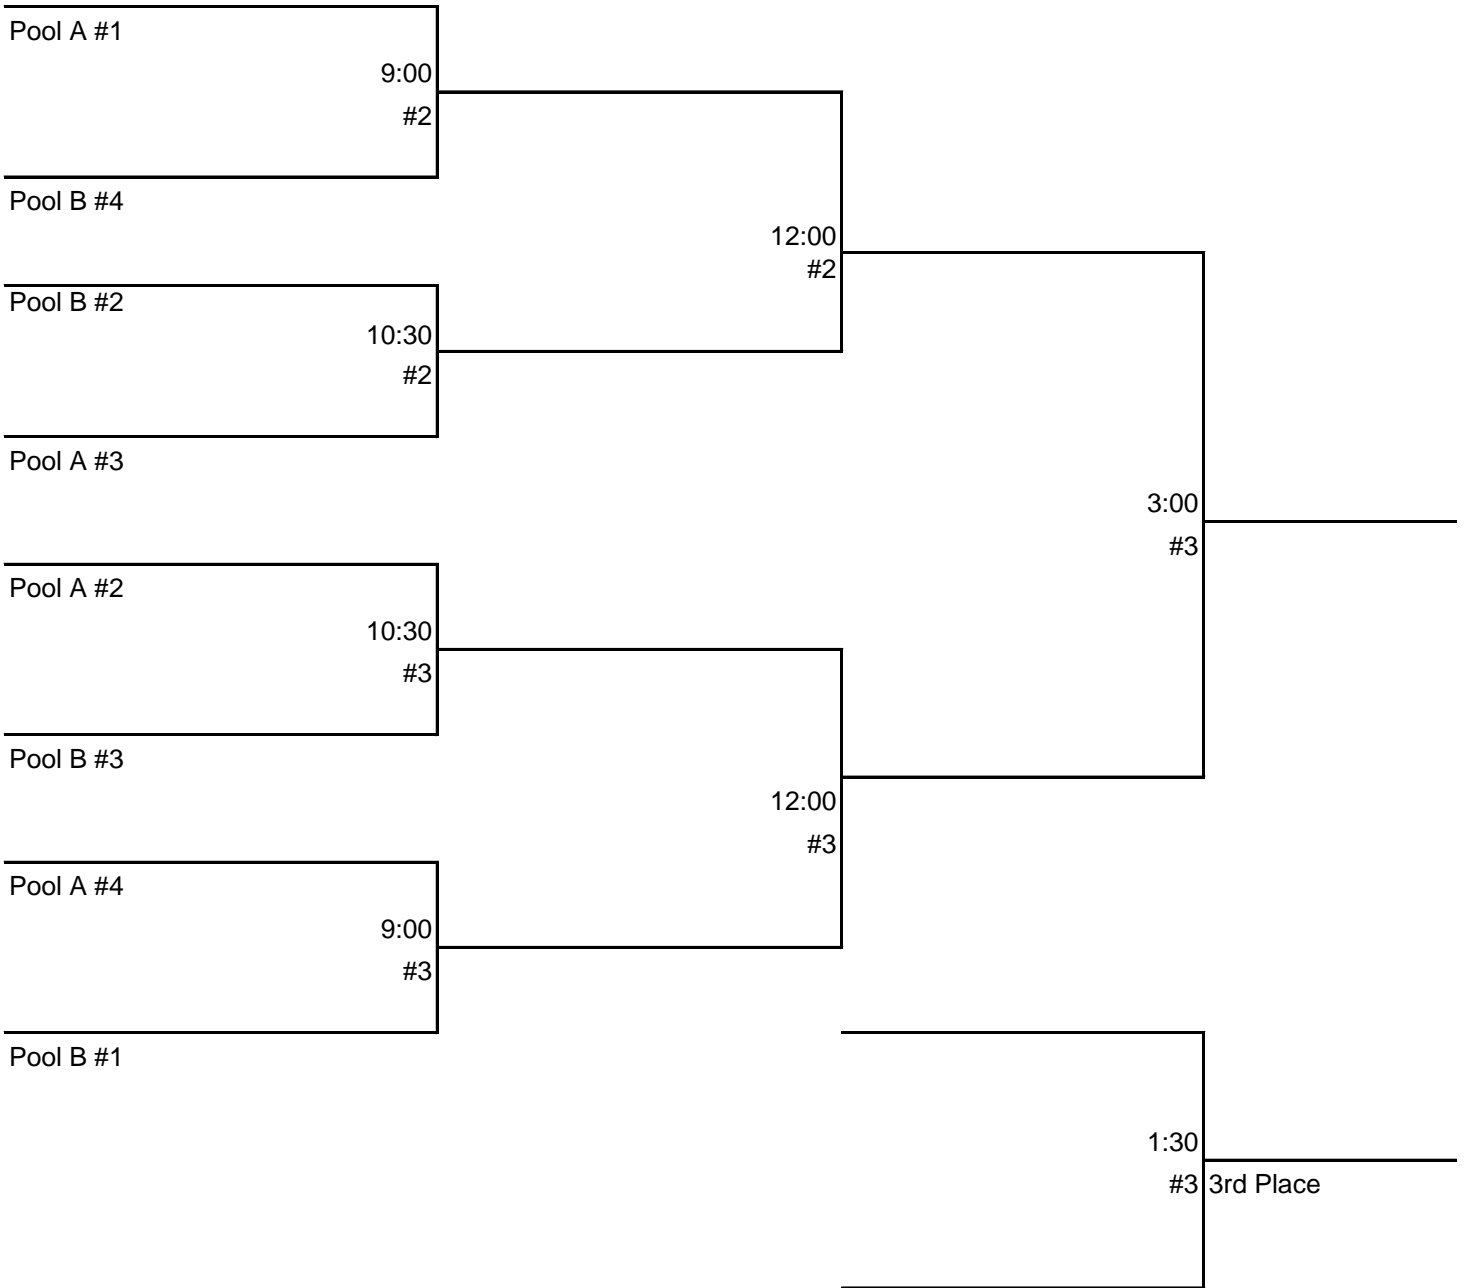 Pool A #1
9:00
#2
Pool B #4
12:00
#2
Pool B #2
10:30
#2
Pool A #3
3:00
#3
Pool A #2
10:30
#3
Pool B #3
12:00
#3
Pool A #4
9:00
#3
Pool B #1
1:30
#3 3rd Place